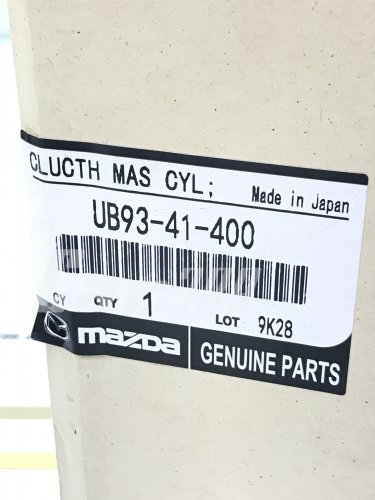 CLUCTH MAS CYL;
Made in Japan
UB93-41-400
CY QTY 1 LOT 9K28
mazda GENUINE PARTS